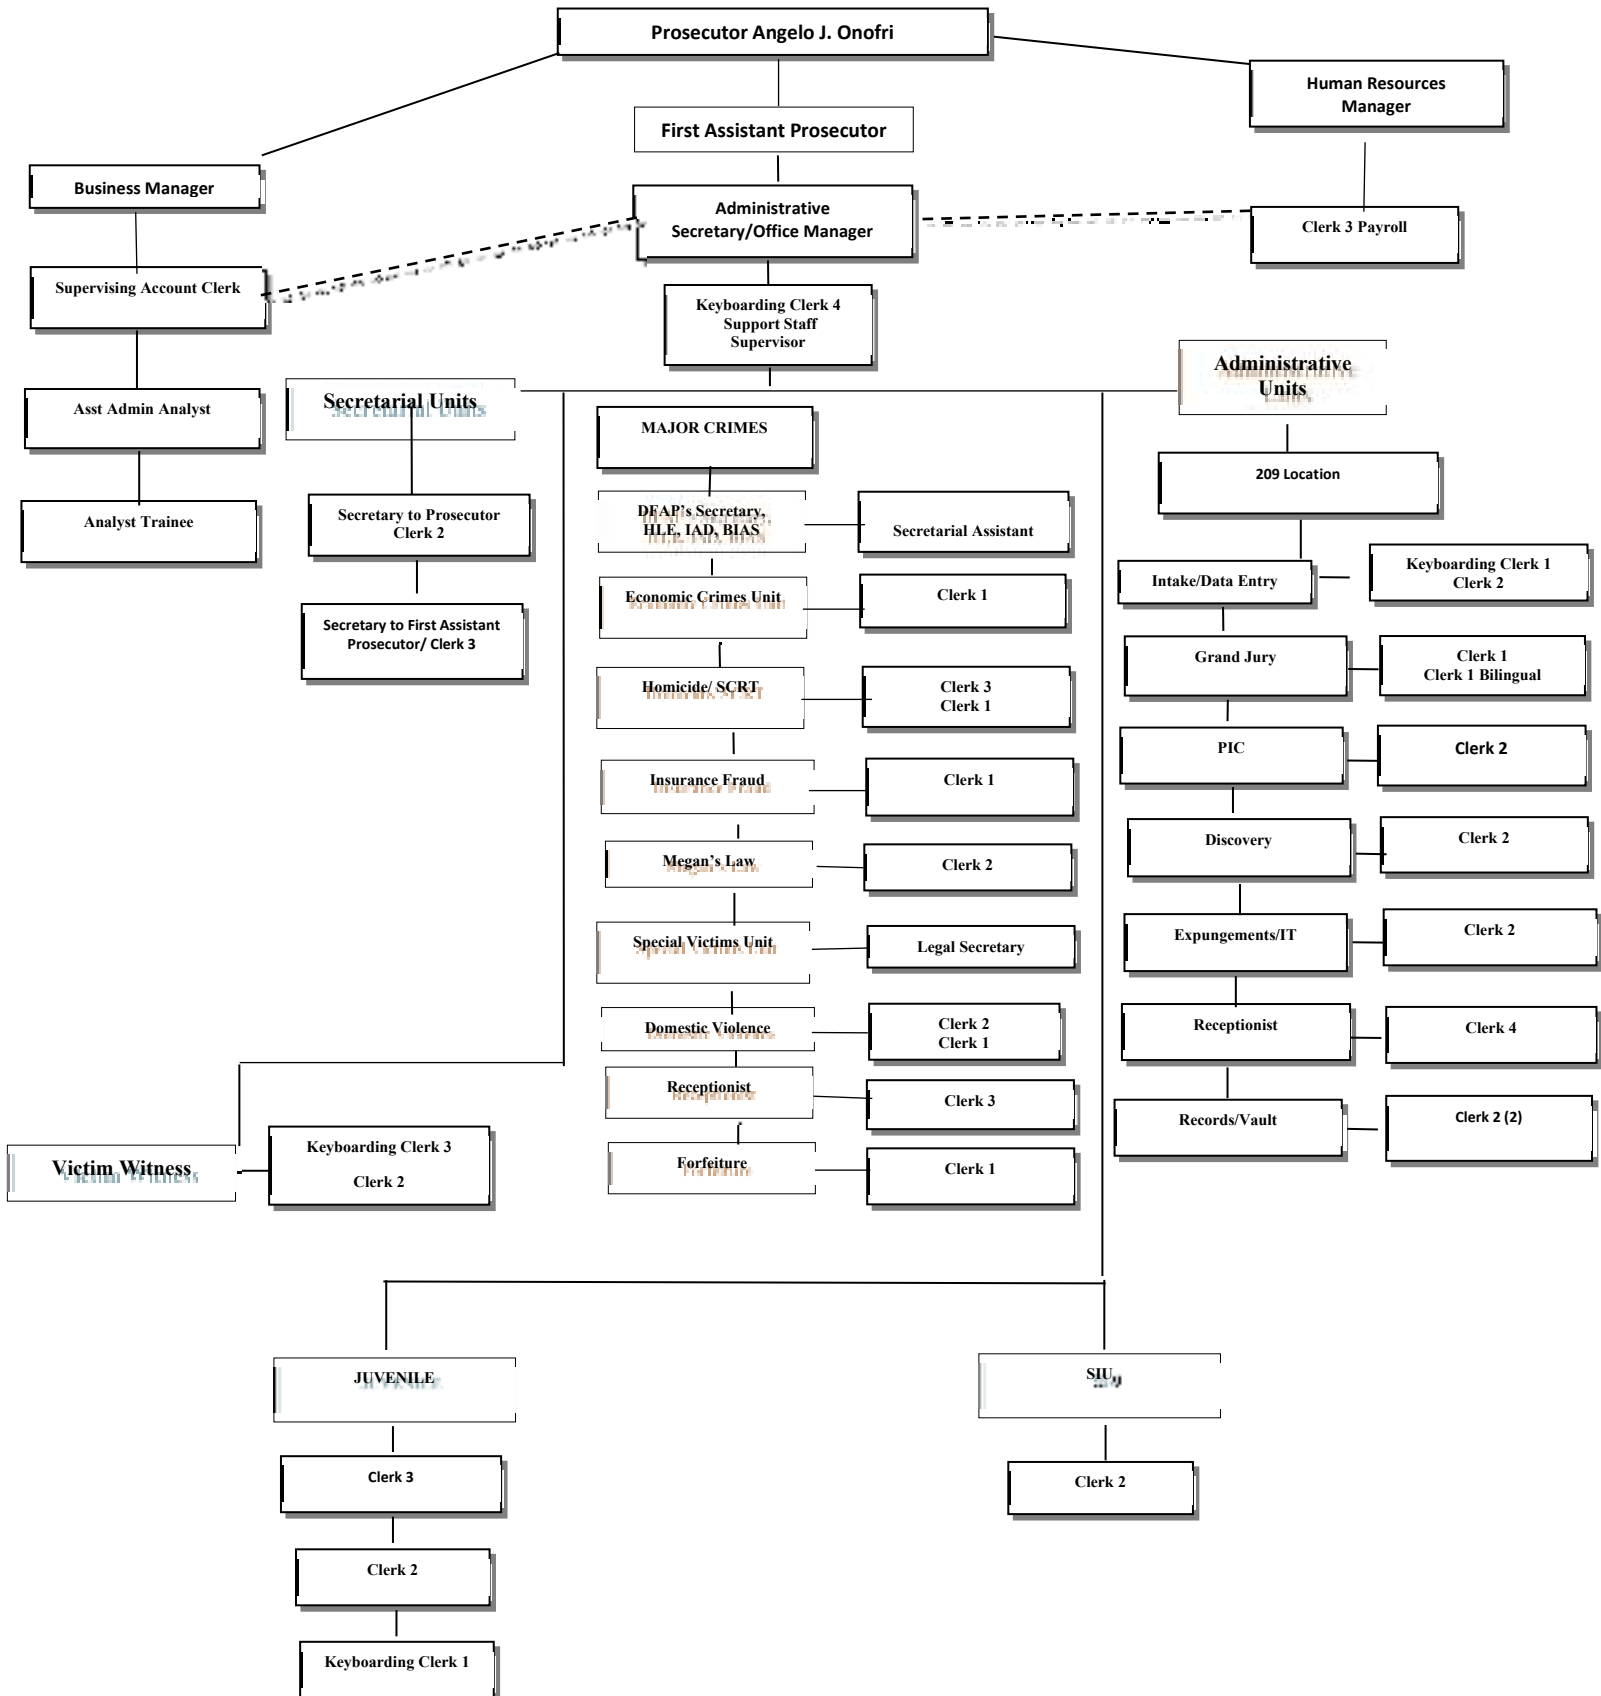 Prosecutor Angelo J. Onofri
Human Resources
Manager
First Assistant Prosecutor
Business Manager
Administrative
Secretary/Office Manager
Clerk 3 Payroll
Supervising Account Clerk
Keyboarding Clerk 4
Support Staff
Supervisor
Asst Admin Analyst
Analyst Trainee
Secretarial Units
Secretary to Prosecutor
Clerk 2
Secretary to First Assistant
Prosecutor/ Clerk 3
MAJOR CRIMES
DFAP's Secretary,
HLE, IAD, BIAS
Secretarial Assistant
Economic Crimes Unit
Clerk 1
Homicide/ SCRT
Clerk 3
Clerk 1
Insurance Fraud
Clerk 1
Megan's Law
Clerk 2
Special Victims Unit
Legal Secretary
Domestic Violence
Clerk 2
Clerk 1
Receptionist
Clerk 3
Forfeiture
Clerk 1
Administrative
Units
209 Location
Intake/Data Entry
Keyboarding Clerk 1
Clerk 2
Grand Jury
Clerk 1
Clerk 1 Bilingual
PIC
Clerk 2
Discovery
Clerk 2
Expungements/IT
Clerk 2
Receptionist
Clerk 4
Records/Vault
Clerk 2 (2)
Victim Witness
Keyboarding Clerk 3
Clerk 2
JUVENILE
Clerk 3
Clerk 2
Keyboarding Clerk 1
SIU
Clerk 2